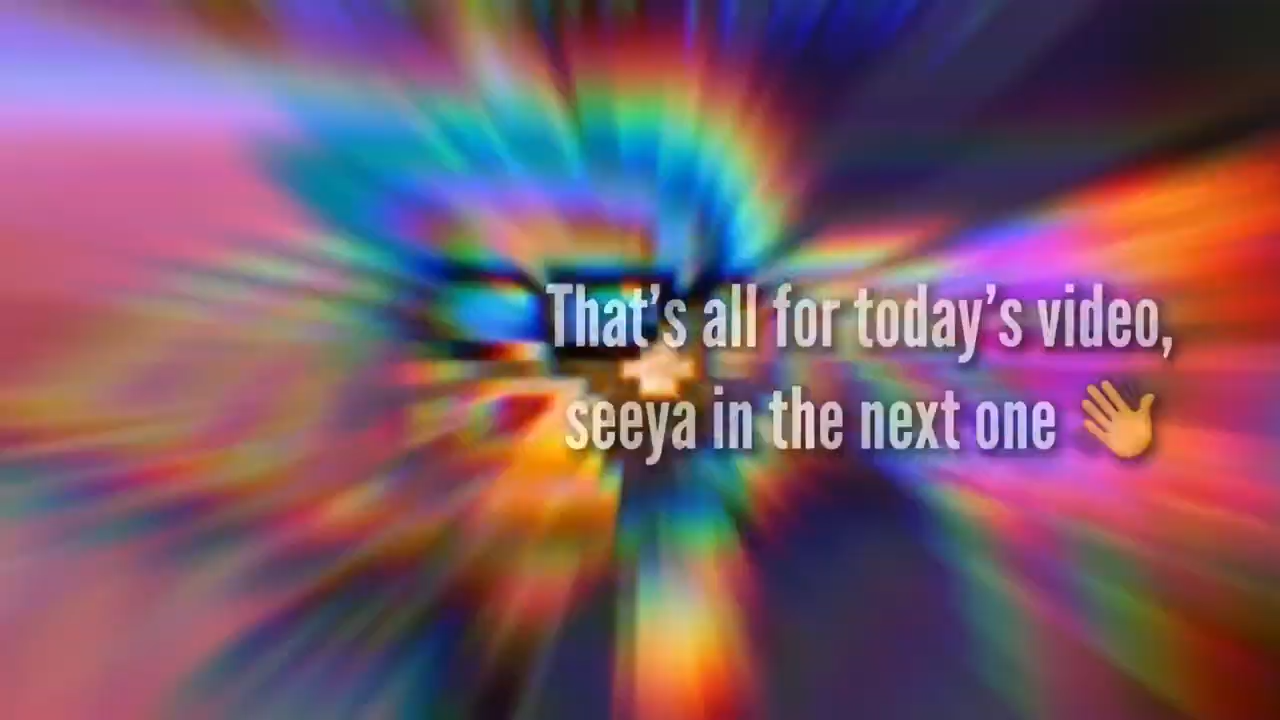 That’s all for today’s video,
seeya in the next one 👋